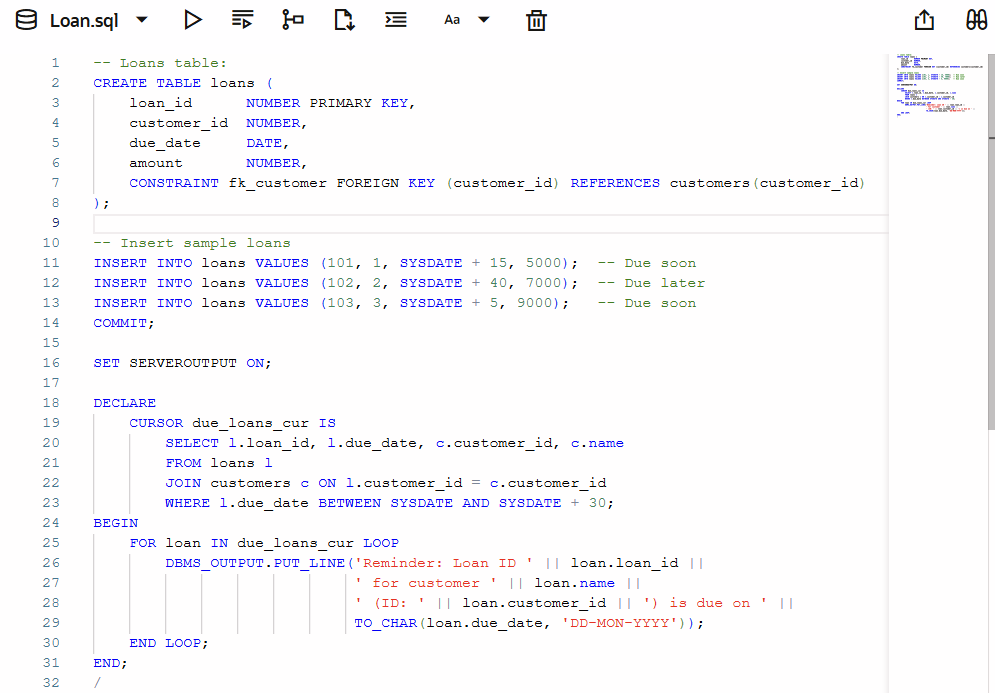 Loan.sql
Aa
1 -- Loans table:
2 CREATE TABLE loans (
3     loan_id      NUMBER PRIMARY KEY,
4     customer_id  NUMBER,
5     due_date     DATE,
6     amount       NUMBER,
7     CONSTRAINT fk_customer FOREIGN KEY (customer_id) REFERENCES customers(customer_id)
8 );
9
10 -- Insert sample loans
11 INSERT INTO loans VALUES (101, 1, SYSDATE + 15, 5000);  -- Due soon
12 INSERT INTO loans VALUES (102, 2, SYSDATE + 40, 7000);  -- Due later
13 INSERT INTO loans VALUES (103, 3, SYSDATE + 5, 9000);   -- Due soon
14 COMMIT;
15
16 SET SERVEROUTPUT ON;
17
18 DECLARE
19     CURSOR due_loans_cur IS
20         SELECT l.loan_id, l.due_date, c.customer_id, c.name
21         FROM loans l
22         JOIN customers c ON l.customer_id = c.customer_id
23         WHERE l.due_date BETWEEN SYSDATE AND SYSDATE + 30;
24 BEGIN
25     FOR loan IN due_loans_cur LOOP
26         DBMS_OUTPUT.PUT_LINE('Reminder: Loan ID ' || loan.loan_id ||
27                              ' for customer ' || loan.name ||
28                              ' (ID: ' || loan.customer_id || ') is due on ' ||
29                              TO_CHAR(loan.due_date, 'DD-MON-YYYY'));
30     END LOOP;
31 END;
32 /